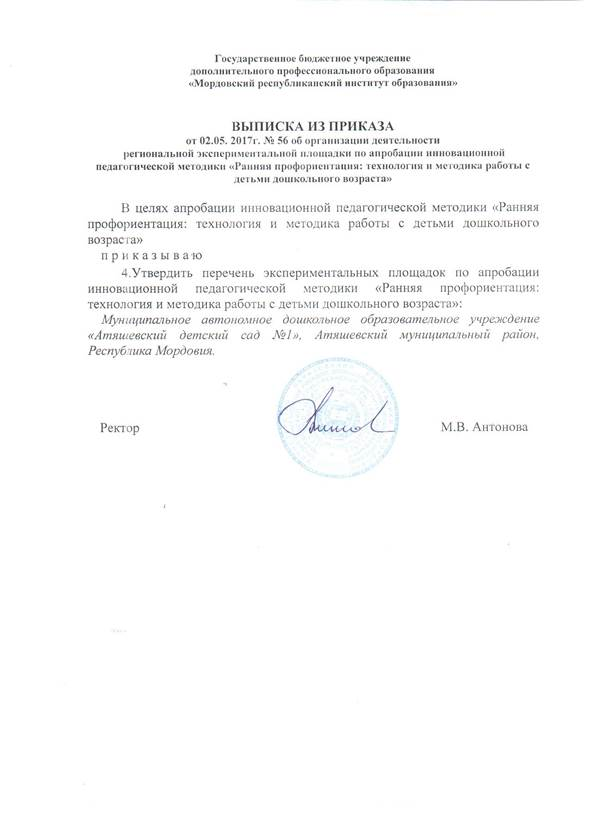 Государственное бюджетное учреждение
дополнительного профессионального образования
«Мордовский республиканский институт образования»
ВЫПИСКА ИЗ ПРИКАЗА
от 02.05. 2017г. № 56 об организации деятельности
региональной экспериментальной площадки по апробации инновационной
педагогической методики «Ранняя профориентация: технология и методика работы с
детьми дошкольного возраста»
В целях апробации инновационной педагогической методики «Ранняя
профориентация: технология и методика работы с детьми дошкольного
возраста»
п р и к а з ы в а ю
4.Утвердить перечень экспериментальных площадок по апробации
инновационной педагогической методики «Ранняя профориентация:
технология и методика работы с детьми дошкольного возраста»:
Муниципальное автономное дошкольное образовательное учреждение
«Атяшевский детский сад №1», Атяшевский муниципальный район,
Республика Мордовия.
Ректор М.В. Антонова